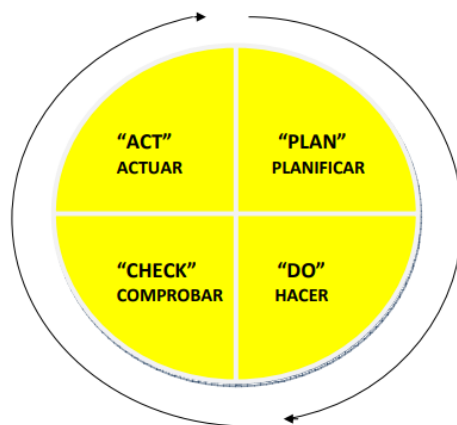 “ACT”
ACTUAR
“PLAN”
PLANIFICAR
“CHECK”
COMPROBAR
“DO”
HACER